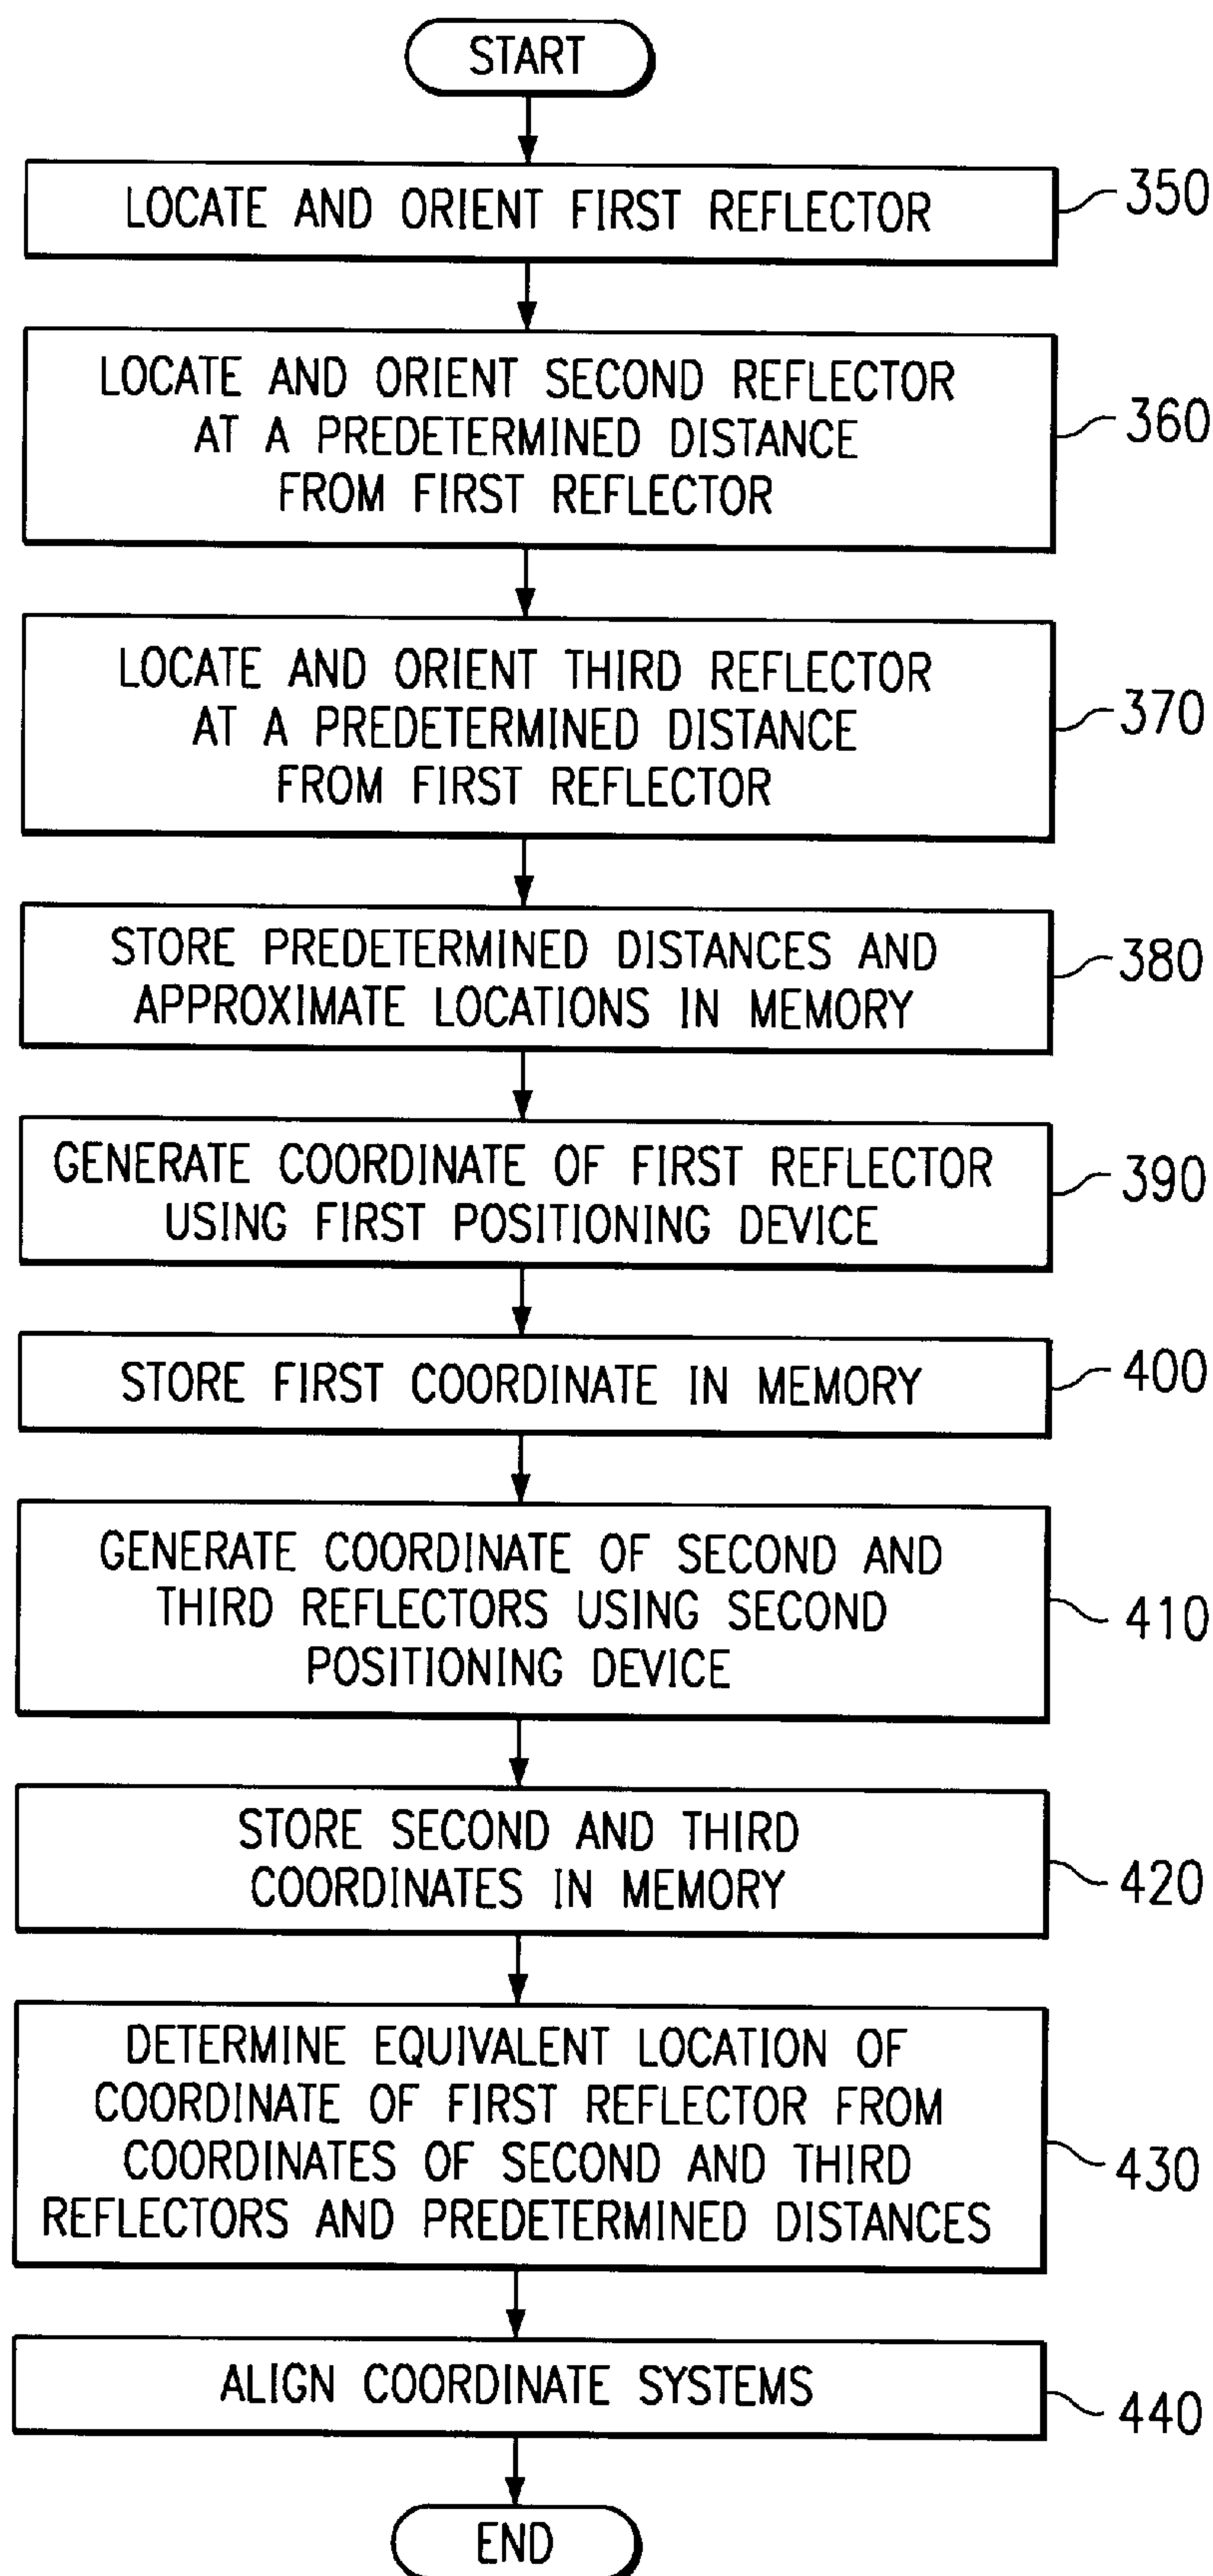 START
LOCATE AND ORIENT FIRST REFLECTOR
350
LOCATE AND ORIENT SECOND REFLECTOR
AT A PREDETERMINED DISTANCE
FROM FIRST REFLECTOR
360
LOCATE AND ORIENT THIRD REFLECTOR
AT A PREDETERMINED DISTANCE
FROM FIRST REFLECTOR
370
STORE PREDETERMINED DISTANCES AND
APPROXIMATE LOCATIONS IN MEMORY
380
GENERATE COORDINATE OF FIRST REFLECTOR
USING FIRST POSITIONING DEVICE
390
STORE FIRST COORDINATE IN MEMORY
400
GENERATE COORDINATE OF SECOND AND
THIRD REFLECTORS USING SECOND
POSITIONING DEVICE
410
STORE SECOND AND THIRD
COORDINATES IN MEMORY
420
DETERMINE EQUIVALENT LOCATION OF
COORDINATE OF FIRST REFLECTOR FROM
COORDINATES OF SECOND AND THIRD
REFLECTORS AND PREDETERMINED DISTANCES
430
ALIGN COORDINATE SYSTEMS
440
END